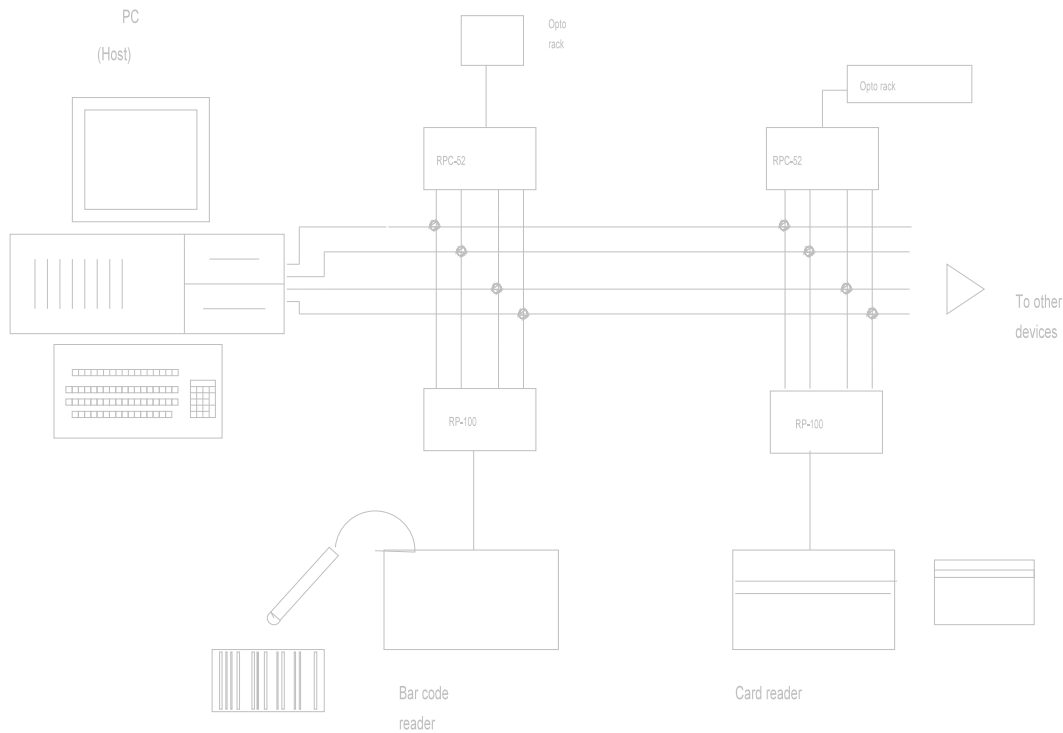 PC
(Host)
Opto
rack
Opto rack
RPC-52
RPC-52
To other
devices
RP-100
RP-100
Bar code
reader
Card reader